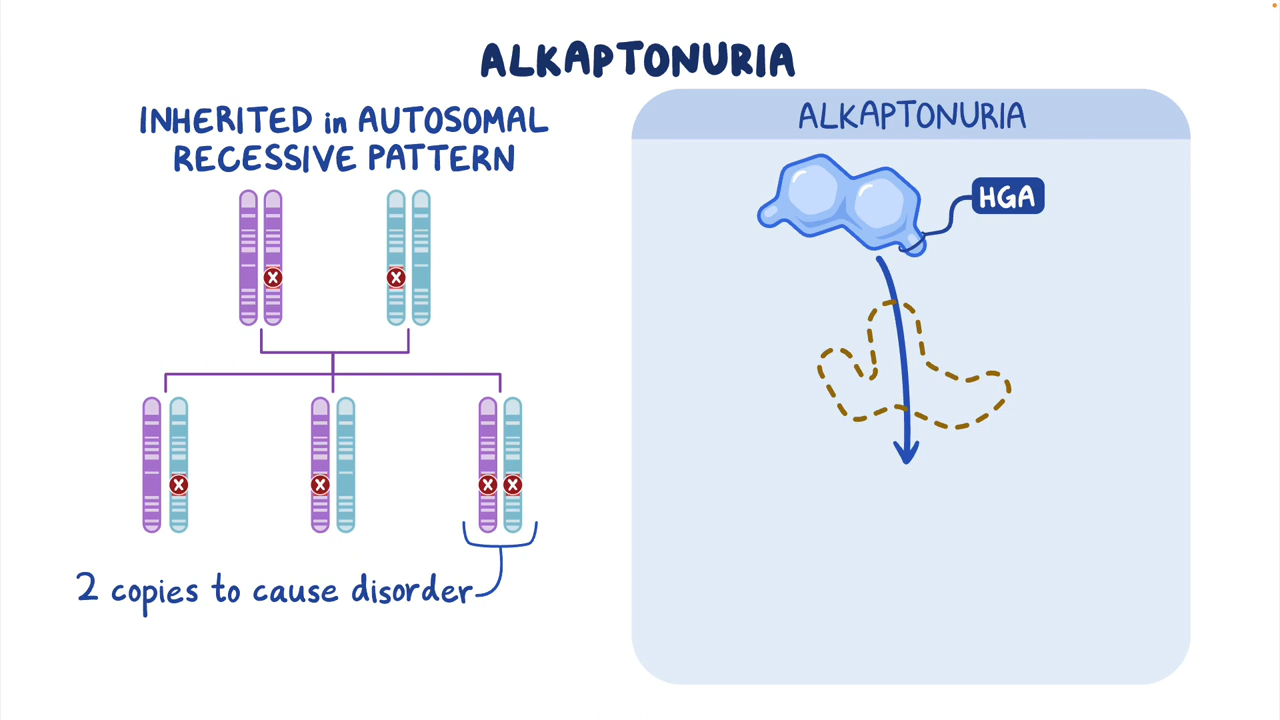 ALKAPTONURIA
INHERITED in AUTOSOMAL
RECESSIVE PATTERN
X X
X X X X
2 copies to cause disorder
ALKAPTONURIA
HGA